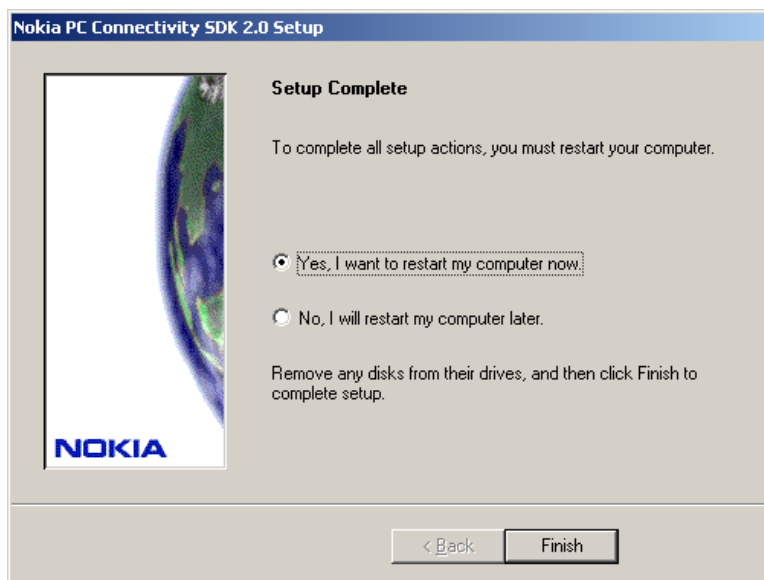 Nokia PC Connectivity SDK 2.0 Setup
Setup Complete
To complete all setup actions, you must restart your computer.
Yes, I want to restart my computer now.
No, I will restart my computer later.
Remove any disks from their drives, and then click Finish to
complete setup.
NOKIA
< Back
Finish